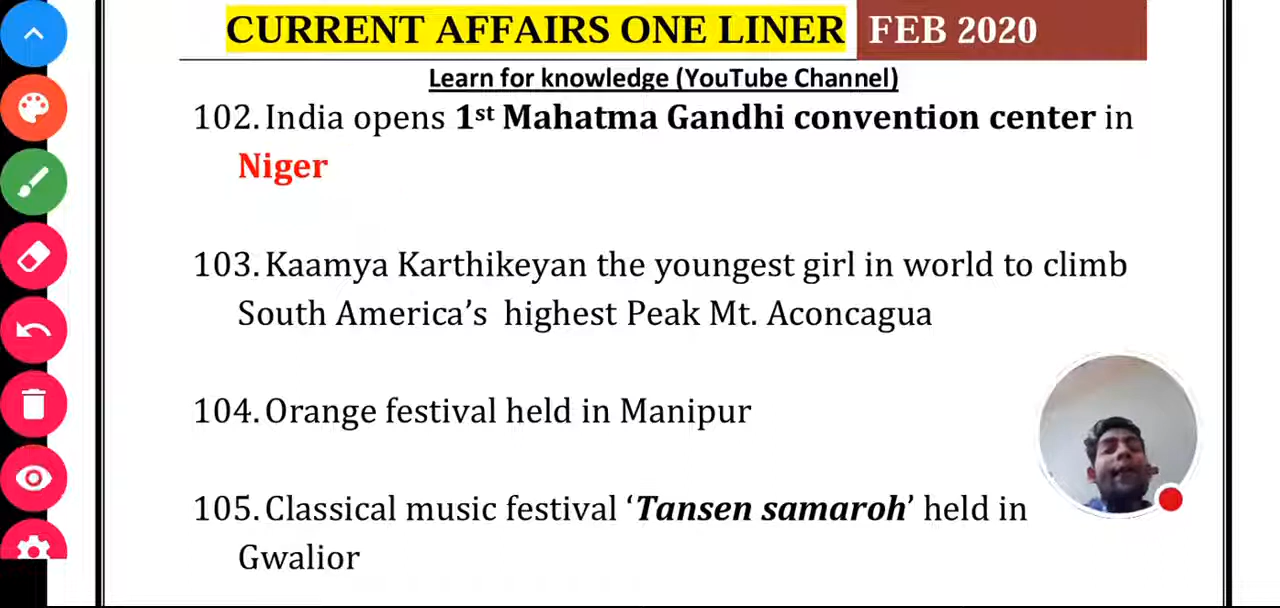 CURRENT AFFAIRS ONE LINER FEB 2020
Learn for knowledge (YouTube Channel)
102. India opens 1st Mahatma Gandhi convention center in
Niger
103. Kaamya Karthikeyan the youngest girl in world to climb
South America’s highest Peak Mt. Aconcagua
104. Orange festival held in Manipur
105. Classical music festival ‘Tansen samaroh’ held in
Gwalior